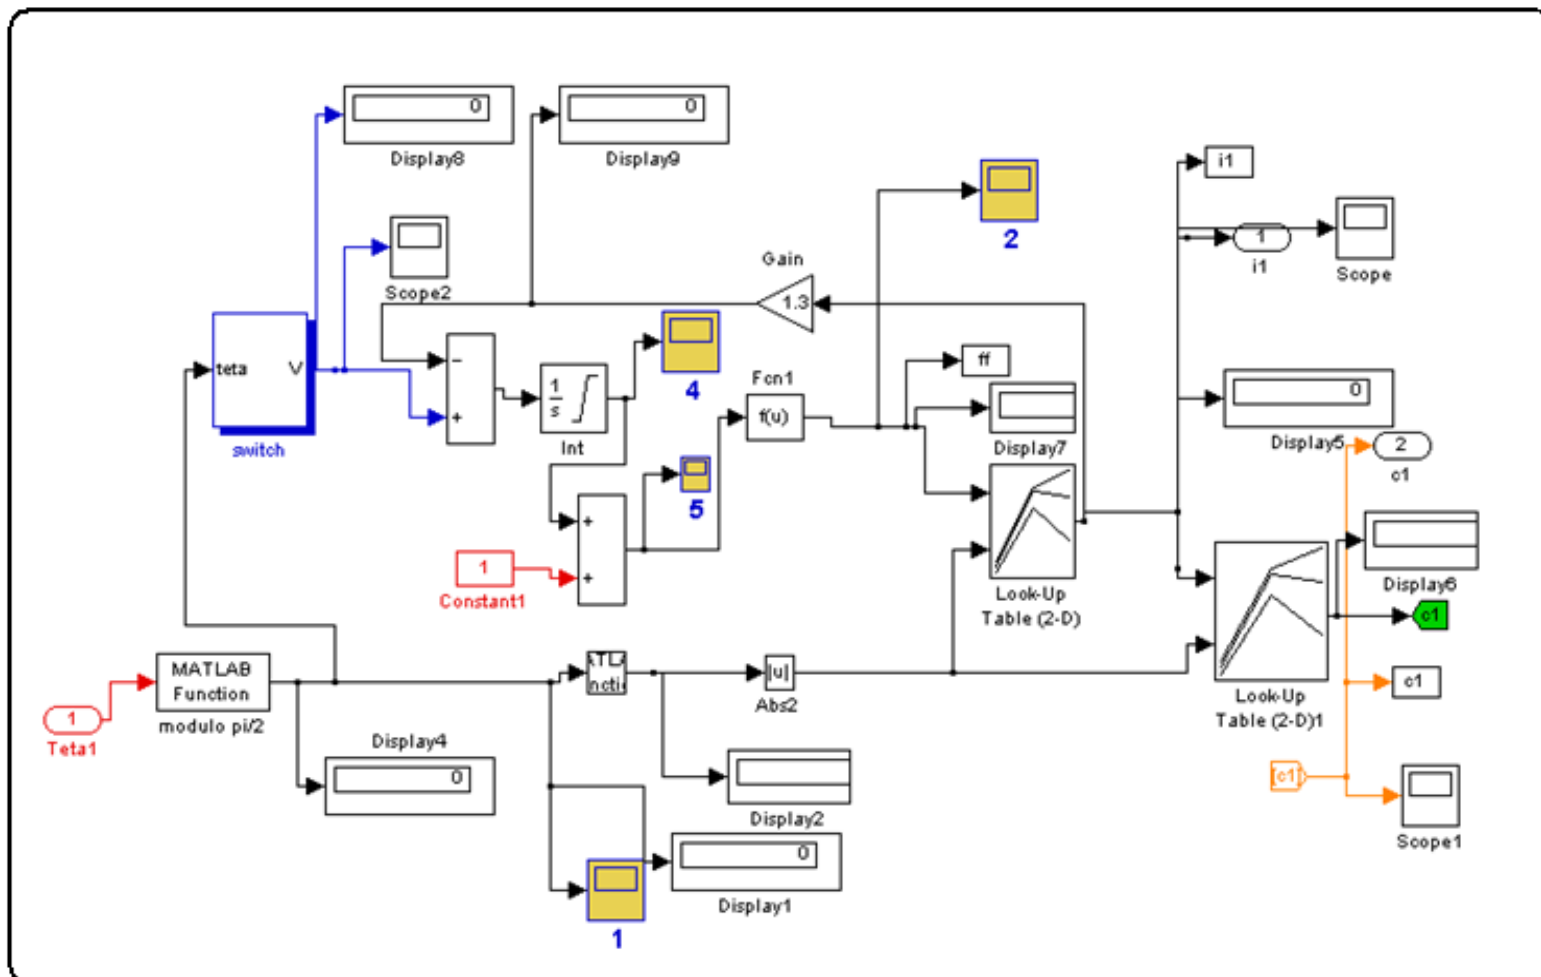 0
Display8
0
Display9
i1
2
1
i1
Scope
Scope2
Gain
1.3
teta
V
switch
−
+
1
s
Int
4
ff
Fcn1
f(u)
Display7
0
Display5
2
c1
5
+
+
1
Constant1
Look-Up
Table (2-D)
Display6
c1
MATLAB
Function
modulo pi/2
1
Teta1
|u|
Abs2
Look-Up
Table (2-D)1
c1
Display4
0
Display2
[c1]
Scope1
0
Display1
1